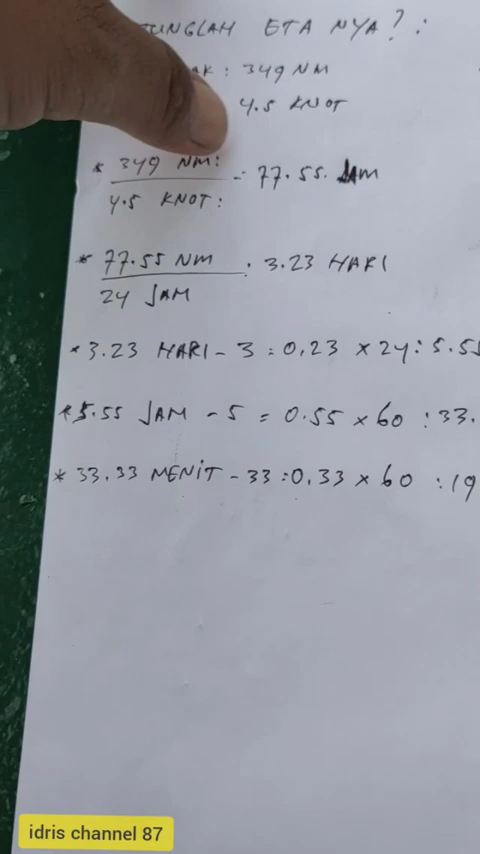 TUNGLAH ETA NYA?:
AK: 349 NM
4.5 KNOT
* 349 NM: = 77.55. JAM
4.5 KNOT:
* 77.55 NM : 3.23 HARI
24 JAM
*3.23 HARI - 3 : 0.23 x 24 : 5.55
*5.55 JAM - 5 = 0.55 x 60 : 33.
* 33.33 MENIT - 33 : 0.33 x 60 : 19
idris channel 87